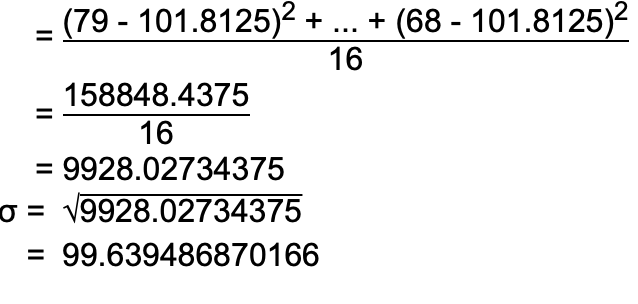 = (79 - 101.8125)² + ... + (68 - 101.8125)²
16
= 158848.4375
16
= 9928.02734375
σ = √9928.02734375
= 99.639486870166